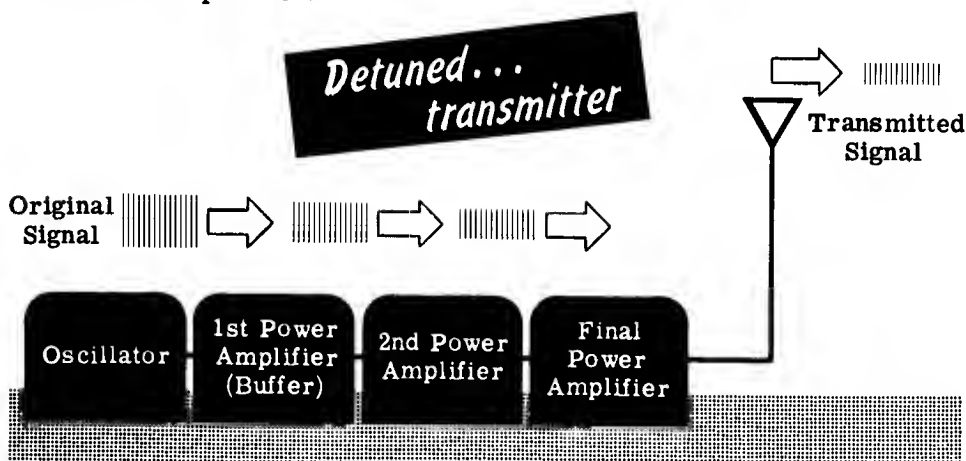 Detuned...
transmitter
Transmitted
Signal
Original
Signal
Oscillator
1st Power
Amplifier
(Buffer)
2nd Power
Amplifier
Final
Power
Amplifier